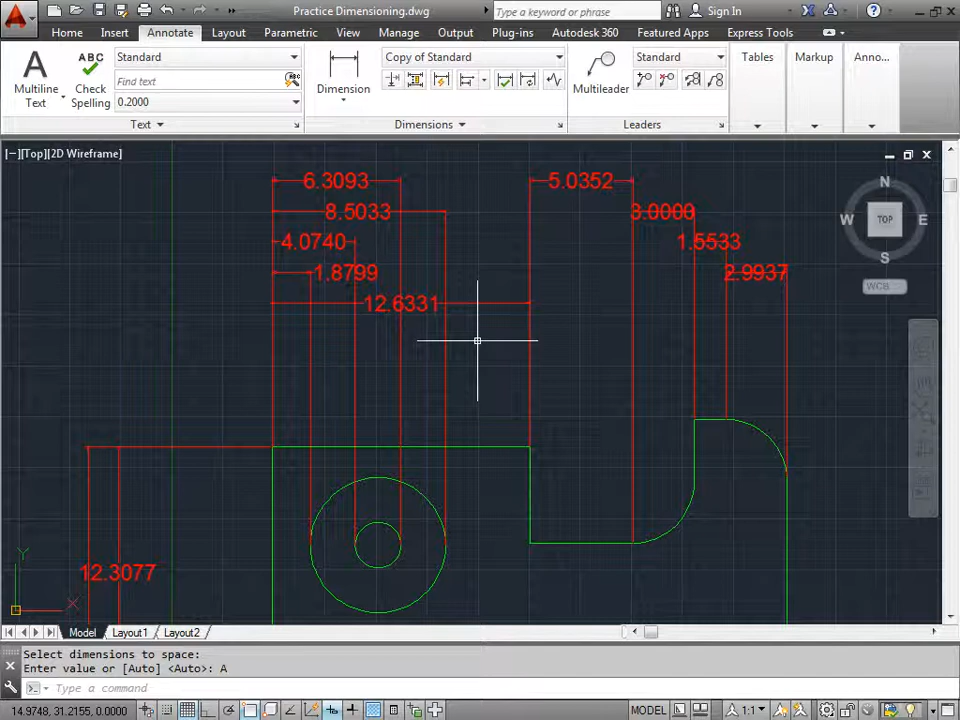 Practice Dimensioning.dwg
Type a keyword or phrase
Sign In
Home Insert Annotate Layout Parametric View Manage Output Plug-ins Autodesk 360 Featured Apps Express Tools
Multiline
Text
ABC
Check
Spelling
Standard
Find text
ABC
0.2000
Text
Dimension
Copy of Standard
Dimensions
Multileader
Standard
Leaders
Tables
Markup
Anno...
[−][Top][2D Wireframe]
N
W
TOP
E
S
WCB
6.3093
8.5033
4.0740
1.8799
12.6331
5.0352
3.0000
1.5533
2.9937
12.3077
Y
X
Model Layout1 Layout2
Select dimensions to space:
Enter value or [Auto] <Auto>: A
Type a command
14.9748, 31.2155, 0.0000
MODEL
1:1